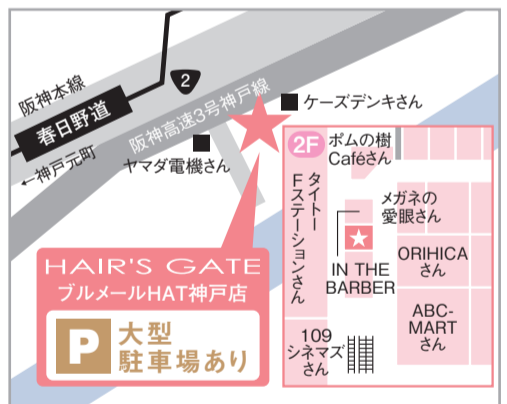 阪神本線
2
春日野道
阪神高速3号神戸線
←神戸元町
ケーズデンキさん
ヤマダ電機さん
HAIR'S GATE
ブルメールHAT神戸店
P
大型
駐車場あり
2F
ポムの樹
Caféさん
タイトー
Fステーションさん
メガネの
愛眼さん
IN THE
BARBER
ORIHICA
さん
ABC-
MART
さん
109
シネマズ
さん